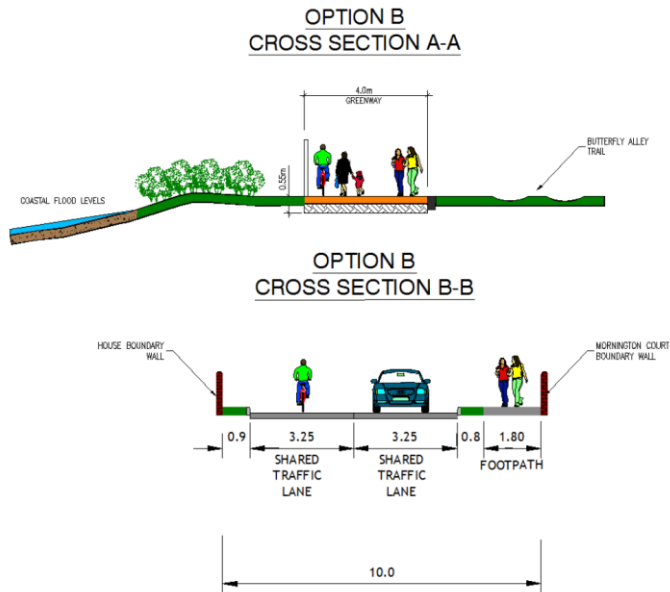 OPTION B
CROSS SECTION A-A
4.0m
GREENWAY
BUTTERFLY ALLEY
TRAIL
0.55m
COASTAL FLOOD LEVELS
OPTION B
CROSS SECTION B-B
HOUSE BOUNDARY
WALL
MORNINGTON COURT
BOUNDARY WALL
0.9 3.25 3.25 0.8 1.80
SHARED TRAFFIC LANE
SHARED TRAFFIC LANE
FOOTPATH
10.0